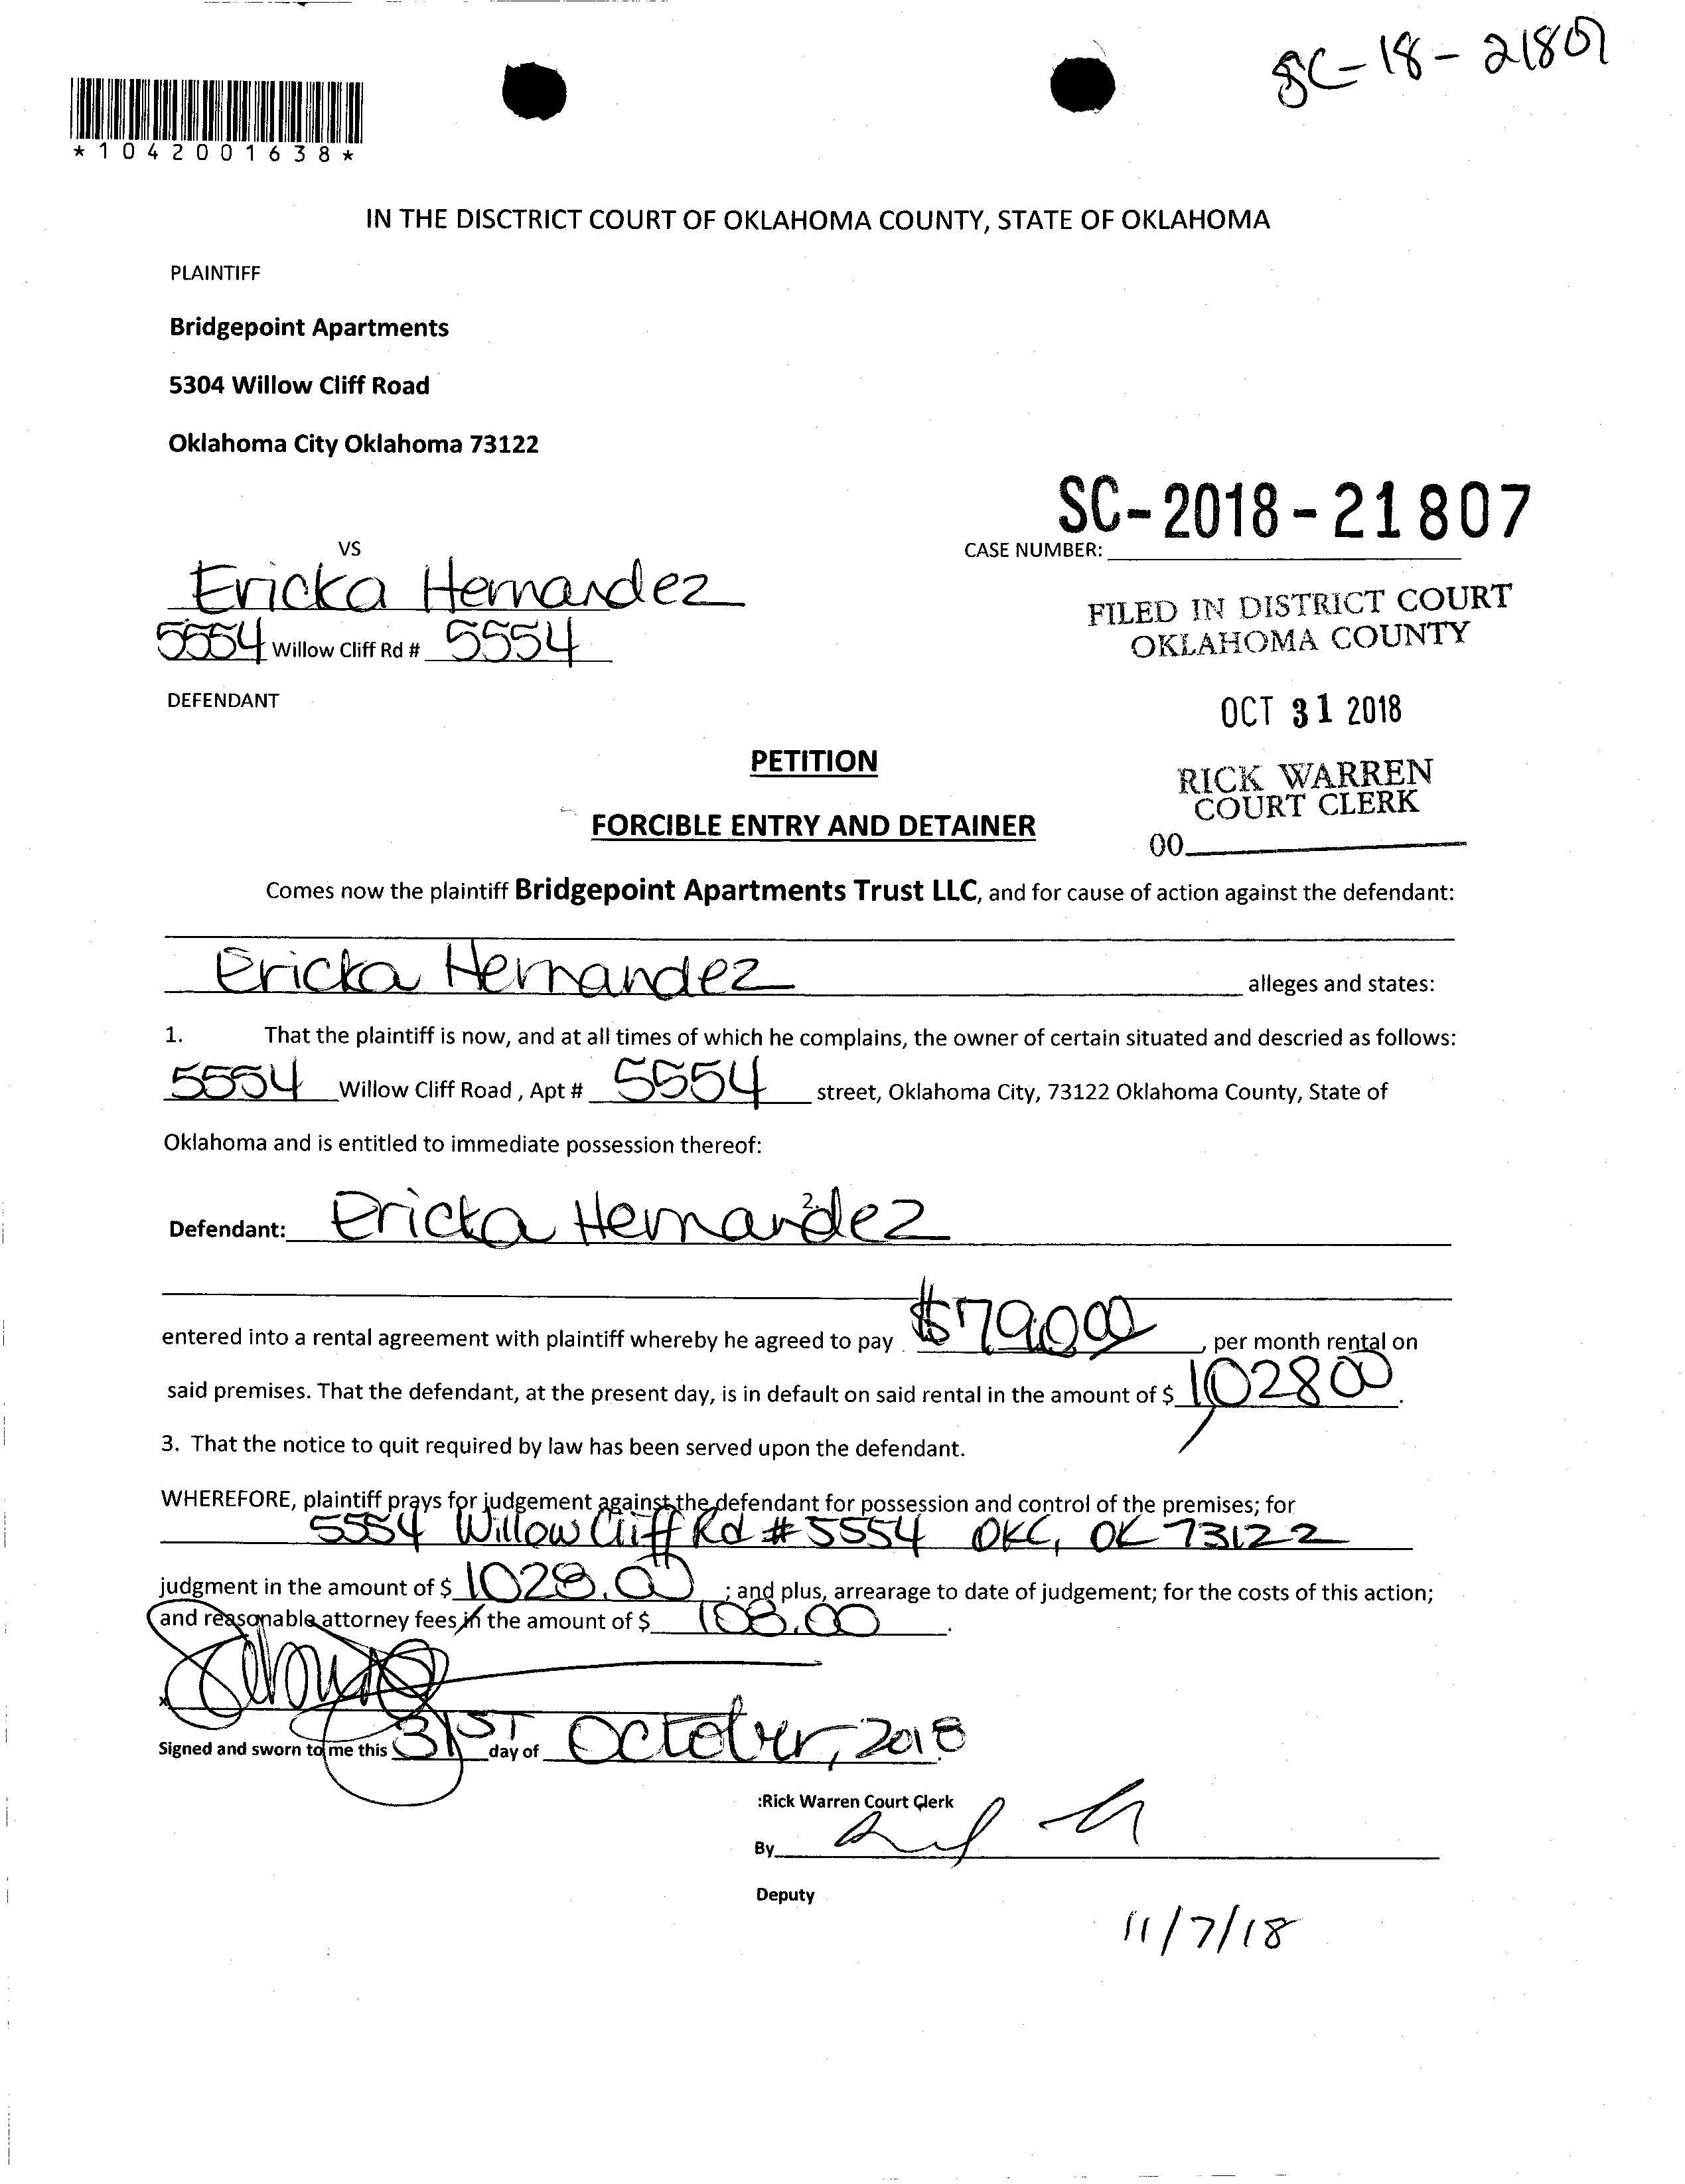 SC-18-21807
*1042001638*
IN THE DISCTRICT COURT OF OKLAHOMA COUNTY, STATE OF OKLAHOMA
PLAINTIFF
Bridgepoint Apartments
5304 Willow Cliff Road
Oklahoma City Oklahoma 73122
SC-2018-21807
VS
CASE NUMBER:
Ericka Hernandez
5554 Willow Cliff Rd # 5554
FILED IN DISTRICT COURT
OKLAHOMA COUNTY
DEFENDANT
OCT 31 2018
PETITION
RICK WARREN
COURT CLERK
FORCIBLE ENTRY AND DETAINER
00
Comes now the plaintiff Bridgepoint Apartments Trust LLC, and for cause of action against the defendant:
Ericka Hernandez alleges and states:
1. That the plaintiff is now, and at all times of which he complains, the owner of certain situated and descried as follows:
5554 Willow Cliff Road , Apt # 5554 street, Oklahoma City, 73122 Oklahoma County, State of
Oklahoma and is entitled to immediate possession thereof:
2.
Defendant: Ericka Hernandez
entered into a rental agreement with plaintiff whereby he agreed to pay $790.00, per month rental on
said premises. That the defendant, at the present day, is in default on said rental in the amount of $ 1,02800.
3. That the notice to quit required by law has been served upon the defendant.
WHEREFORE, plaintiff prays for judgement against the defendant for possession and control of the premises; for
5554 Willow Cliff Rd #5554 OKC, OK 73122
judgment in the amount of $ 1028.00 ; and plus, arrearage to date of judgement; for the costs of this action;
and reasonable attorney fees in the amount of $ 108.00.
x
Signed and sworn to me this 31ST day of October, 2018
:Rick Warren Court Clerk
By
Deputy
11/7/18